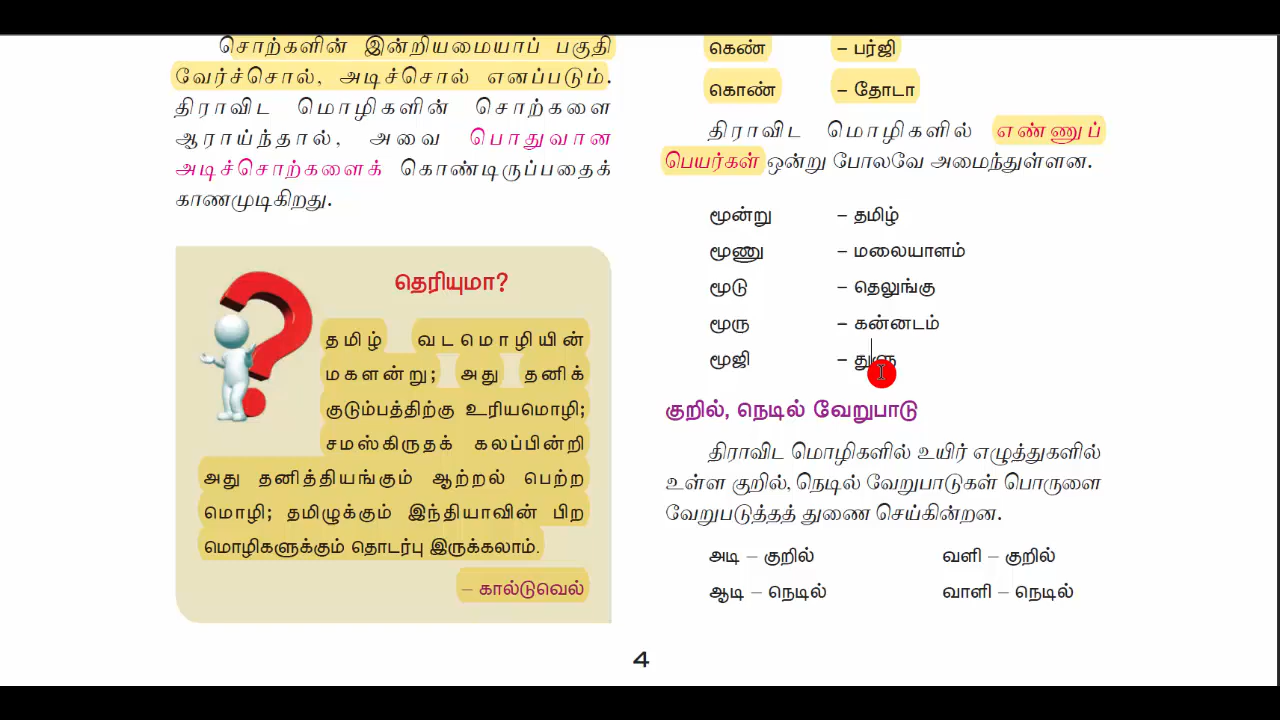 சொற்களின் இன்றியமையாப் பகுதி
வேர்ச்சொல், அடிச்சொல் எனப்படும்.
திராவிட மொழிகளின் சொற்களை
ஆராய்ந்தால், அவை பொதுவான
அடிச்சொற்களைக் கொண்டிருப்பதைக்
காணமுடிகிறது.
தெரியுமா?
தமிழ் வடமொழியின்
மகளன்று; அது தனிக்
குடும்பத்திற்கு உரியமொழி;
சமஸ்கிருதக் கலப்பின்றி
அது தனித்தியங்கும் ஆற்றல் பெற்ற
மொழி; தமிழுக்கும் இந்தியாவின் பிற
மொழிகளுக்கும் தொடர்பு இருக்கலாம்.
– கால்டுவெல்
கெண் – பர்ஜி
கொண் – தோடா
திராவிட மொழிகளில் எண்ணுப்
பெயர்கள் ஒன்று போலவே அமைந்துள்ளன.
மூன்று – தமிழ்
மூணு – மலையாளம்
மூடு – தெலுங்கு
மூரு – கன்னடம்
மூஜி – துளு
குறில், நெடில் வேறுபாடு
திராவிட மொழிகளில் உயிர் எழுத்துகளில்
உள்ள குறில், நெடில் வேறுபாடுகள் பொருளை
வேறுபடுத்தத் துணை செய்கின்றன.
அடி – குறில் வளி – குறில்
ஆடி – நெடில் வாளி – நெடில்
4